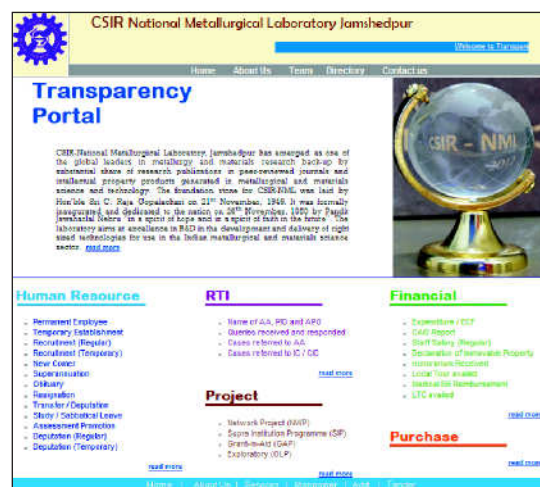 CSIR National Metallurgical Laboratory Jamshedpur
Welcome to Transpare
Home About Us Team Directory Contact us
Transparency
Portal
CSIR - NML
CSIR-National Metallurgical Laboratory, Jamshedpur has emerged as one of
the global leaders in metallurgy and materials research back-up by
substantial share of research publications in peer-reviewed journals and
intellectual property products generated in metallurgical and materials
science and technology. The foundation stone for CSIR-NML was laid by
Hon'ble Sri C. Raja Gopalachari on 21st November, 1949. It was formally
inaugurated and dedicated to the nation on 26th November, 1950 by Pandit
Jawaharlal Nehru "in a spirit of hope and in a spirit of faith in the future". The
laboratory aims at excellence in R&D in the development and delivery of right
sized technologies for use in the Indian metallurgical and materials science
sector. read more
Human Resource
Permanent Employee
Temporary Establishment
Recruitment (Regular)
Recruitment (Temporary)
New Comer
Superannuation
Obituary
Resignation
Transfer / Deputation
Study / Sabbatical Leave
Assessment Promotion
Deputation (Regular)
Deputation (Temporary)
read more
RTI
Name of AA, PIO and APO
Queries received and responded
Cases referred to AA
Cases referred to IC / CIC
read more
Project
Network Project (NWP)
Supra Institution Programme (SIP)
Grant-in-Aid (GAP)
Exploratory (OLP)
read more
Financial
Expenditure / ECF
CAG Report
Staff Salary (Regular)
Declaration of Immovable Property
Honorarium Received
Local Tour availed
Medical Bill Reimbursement
LTC availed
read more
Purchase
read more
Home | About Us | Services | Manpower | Audit | Tender